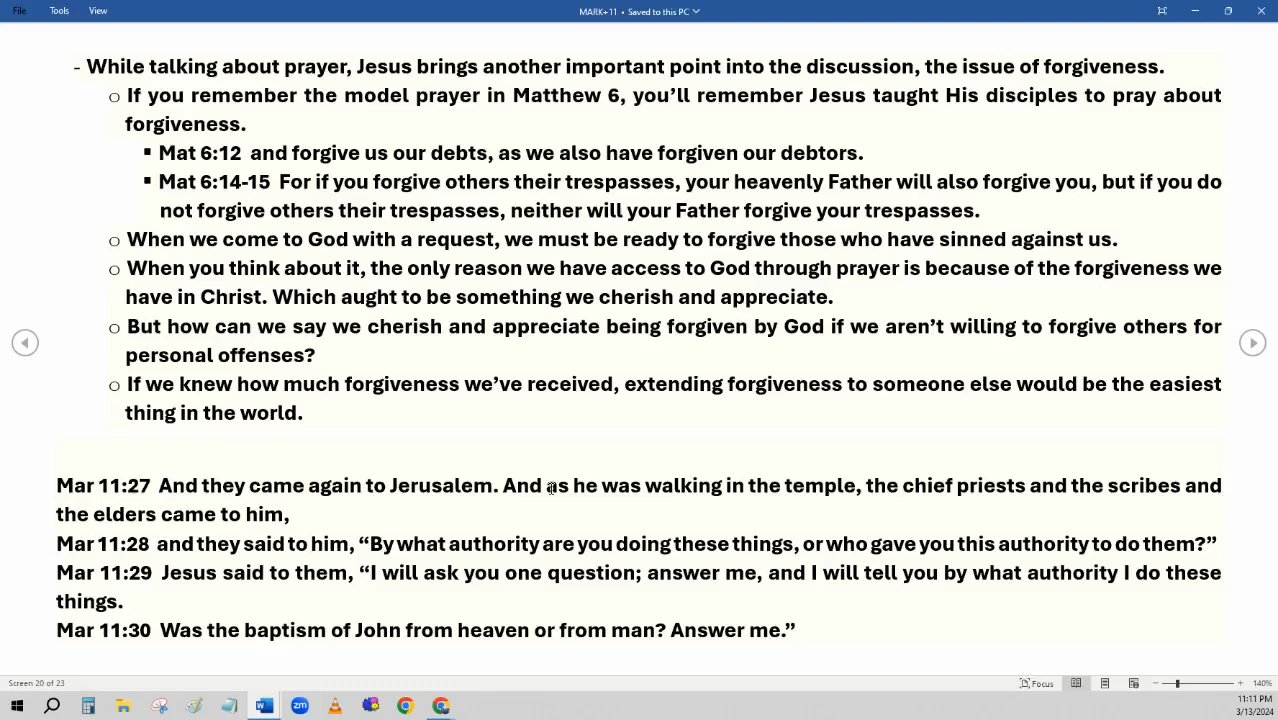 File Tools View MARK+11 • Saved to this PC
- While talking about prayer, Jesus brings another important point into the discussion, the issue of forgiveness.
o If you remember the model prayer in Matthew 6, you’ll remember Jesus taught His disciples to pray about
forgiveness.
▪ Mat 6:12 and forgive us our debts, as we also have forgiven our debtors.
▪ Mat 6:14-15 For if you forgive others their trespasses, your heavenly Father will also forgive you, but if you do
not forgive others their trespasses, neither will your Father forgive your trespasses.
o When we come to God with a request, we must be ready to forgive those who have sinned against us.
o When you think about it, the only reason we have access to God through prayer is because of the forgiveness we
have in Christ. Which aught to be something we cherish and appreciate.
o But how can we say we cherish and appreciate being forgiven by God if we aren’t willing to forgive others for
personal offenses?
o If we knew how much forgiveness we’ve received, extending forgiveness to someone else would be the easiest
thing in the world.
Mar 11:27 And they came again to Jerusalem. And as he was walking in the temple, the chief priests and the scribes and
the elders came to him,
Mar 11:28 and they said to him, “By what authority are you doing these things, or who gave you this authority to do them?”
Mar 11:29 Jesus said to them, “I will ask you one question; answer me, and I will tell you by what authority I do these
things.
Mar 11:30 Was the baptism of John from heaven or from man? Answer me.”
Screen 20 of 23 Focus 140%
zm W 11:11 PM
3/13/2024